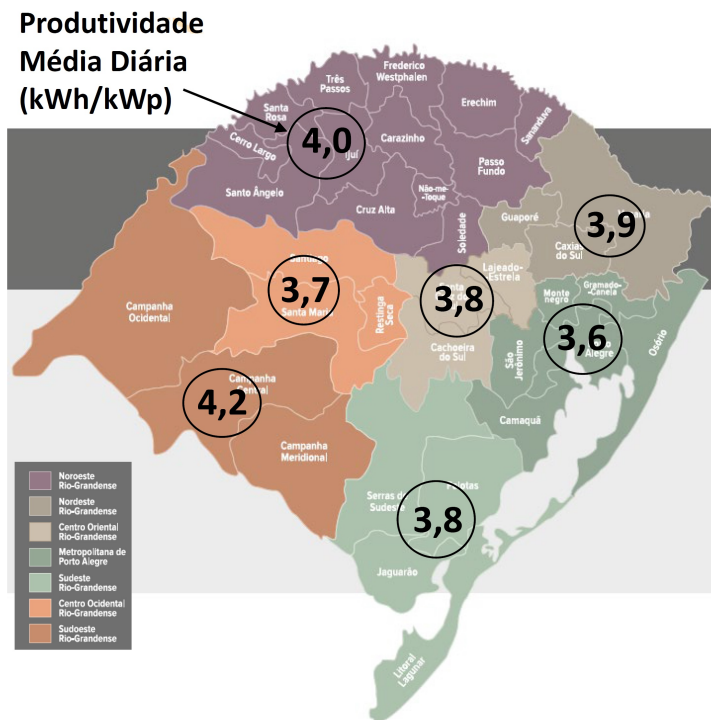 Produtividade
Média Diária
(kWh/kWp)
Frederico
Westphalen
Três
Passos
Santa
Rosa
Erechim
Sananduva
4,0
Ijuí
Carazinho
Cerro Largo
Passo
Fundo
Não-me-
-Toque
Santo Ângelo
Cruz Alta
Soledade
Guaporé
3,9
Caxias
do Sul
Santiago
Lajeado-
Estrela
3,7
3,8
Santa Maria
Restinga
Seca
Monte
negro
Gramado-
-Canela
Campanha
Ocidental
Cachoeira
do Sul
São
Jerônimo
3,6
Alegre
Osório
Campanha
Central
4,2
Camaquã
Campanha
Meridional
Pelotas
Serras de
Sudeste
3,8
Jaguarão
Litoral
Lagunar
Noroeste
Rio-Grandense
Nordeste
Rio-Grandense
Centro Oriental
Rio-Grandense
Metropolitana de
Porto Alegre
Sudeste
Rio-Grandense
Centro Ocidental
Rio-Grandense
Sudoeste
Rio-Grandense